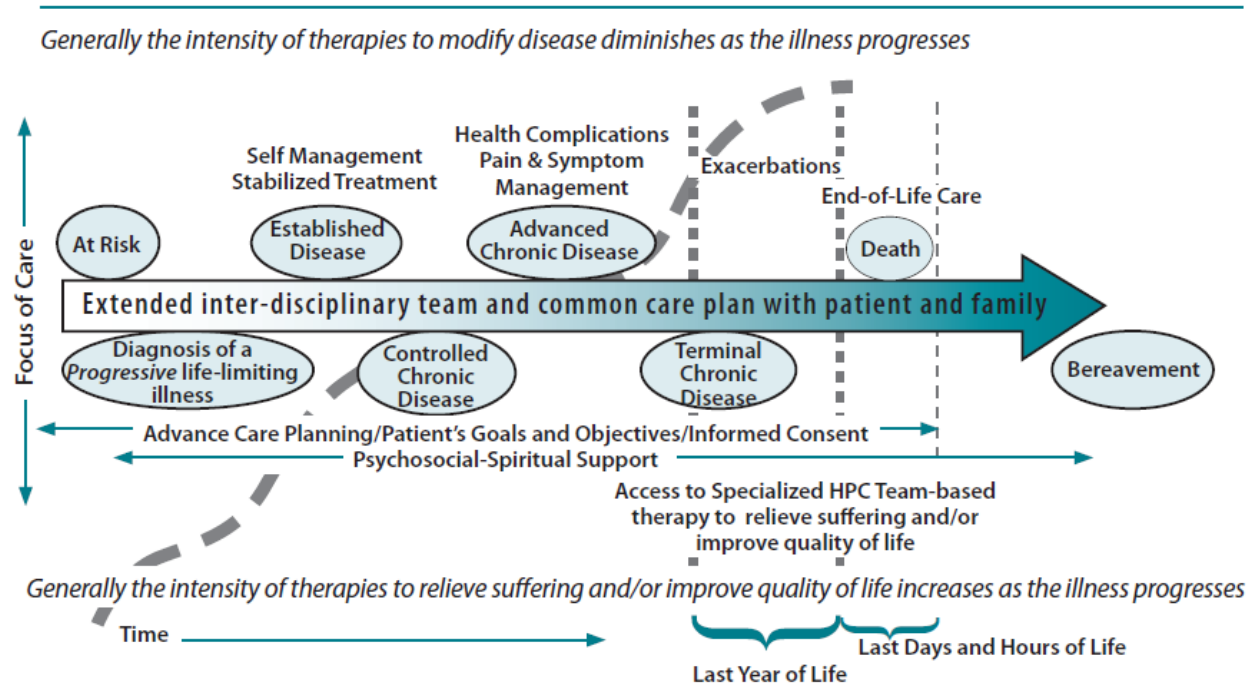 Generally the intensity of therapies to modify disease diminishes as the illness progresses
Focus of Care
Self Management
Stabilized Treatment
Health Complications
Pain & Symptom
Management
Exacerbations
End-of-Life Care
At Risk
Established
Disease
Advanced
Chronic Disease
Death
Extended inter-disciplinary team and common care plan with patient and family
Diagnosis of a
Progressive life-limiting
illness
Controlled
Chronic
Disease
Terminal
Chronic
Disease
Bereavement
Advance Care Planning/Patient's Goals and Objectives/Informed Consent
Psychosocial-Spiritual Support
Access to Specialized HPC Team-based
therapy to relieve suffering and/or
improve quality of life
Generally the intensity of therapies to relieve suffering and/or improve quality of life increases as the illness progresses
Time
Last Year of Life
Last Days and Hours of Life